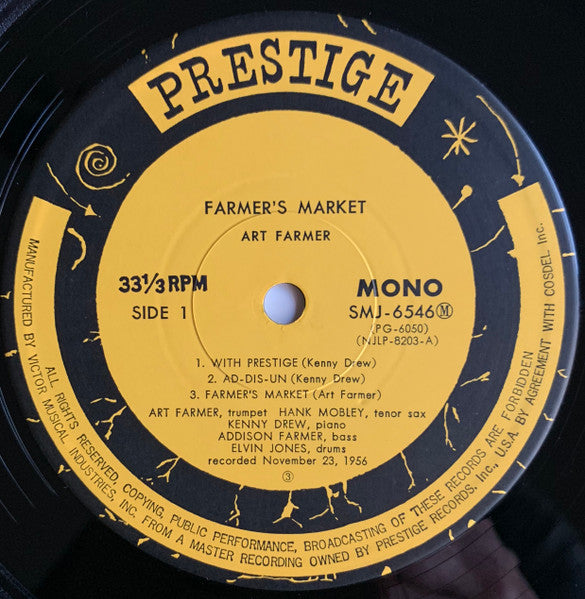 PRESTIGE
FARMER'S MARKET
ART FARMER
33⅓ RPM
MONO
SIDE 1
SMJ-6546 Ⓜ
(PG-6050)
(NJLP-8203-A)
1. WITH PRESTIGE (Kenny Drew)
2. AD-DIS-UN (Kenny Drew)
3. FARMER'S MARKET (Art Farmer)
ART FARMER, trumpet HANK MOBLEY, tenor sax
KENNY DREW, piano
ADDISON FARMER, bass
ELVIN JONES, drums
recorded November 23, 1956
③
ALL RIGHTS RESERVED, COPYING, PUBLIC PERFORMANCE, BROADCASTING OF THESE RECORDS ARE FORBIDDEN
MANUFACTURED BY VICTOR MUSICAL INDUSTRIES, INC. FROM A MASTER RECORDING OWNED BY PRESTIGE RECORDS. Inc., U.S.A. BY AGREEMENT WITH COSDEL Inc.